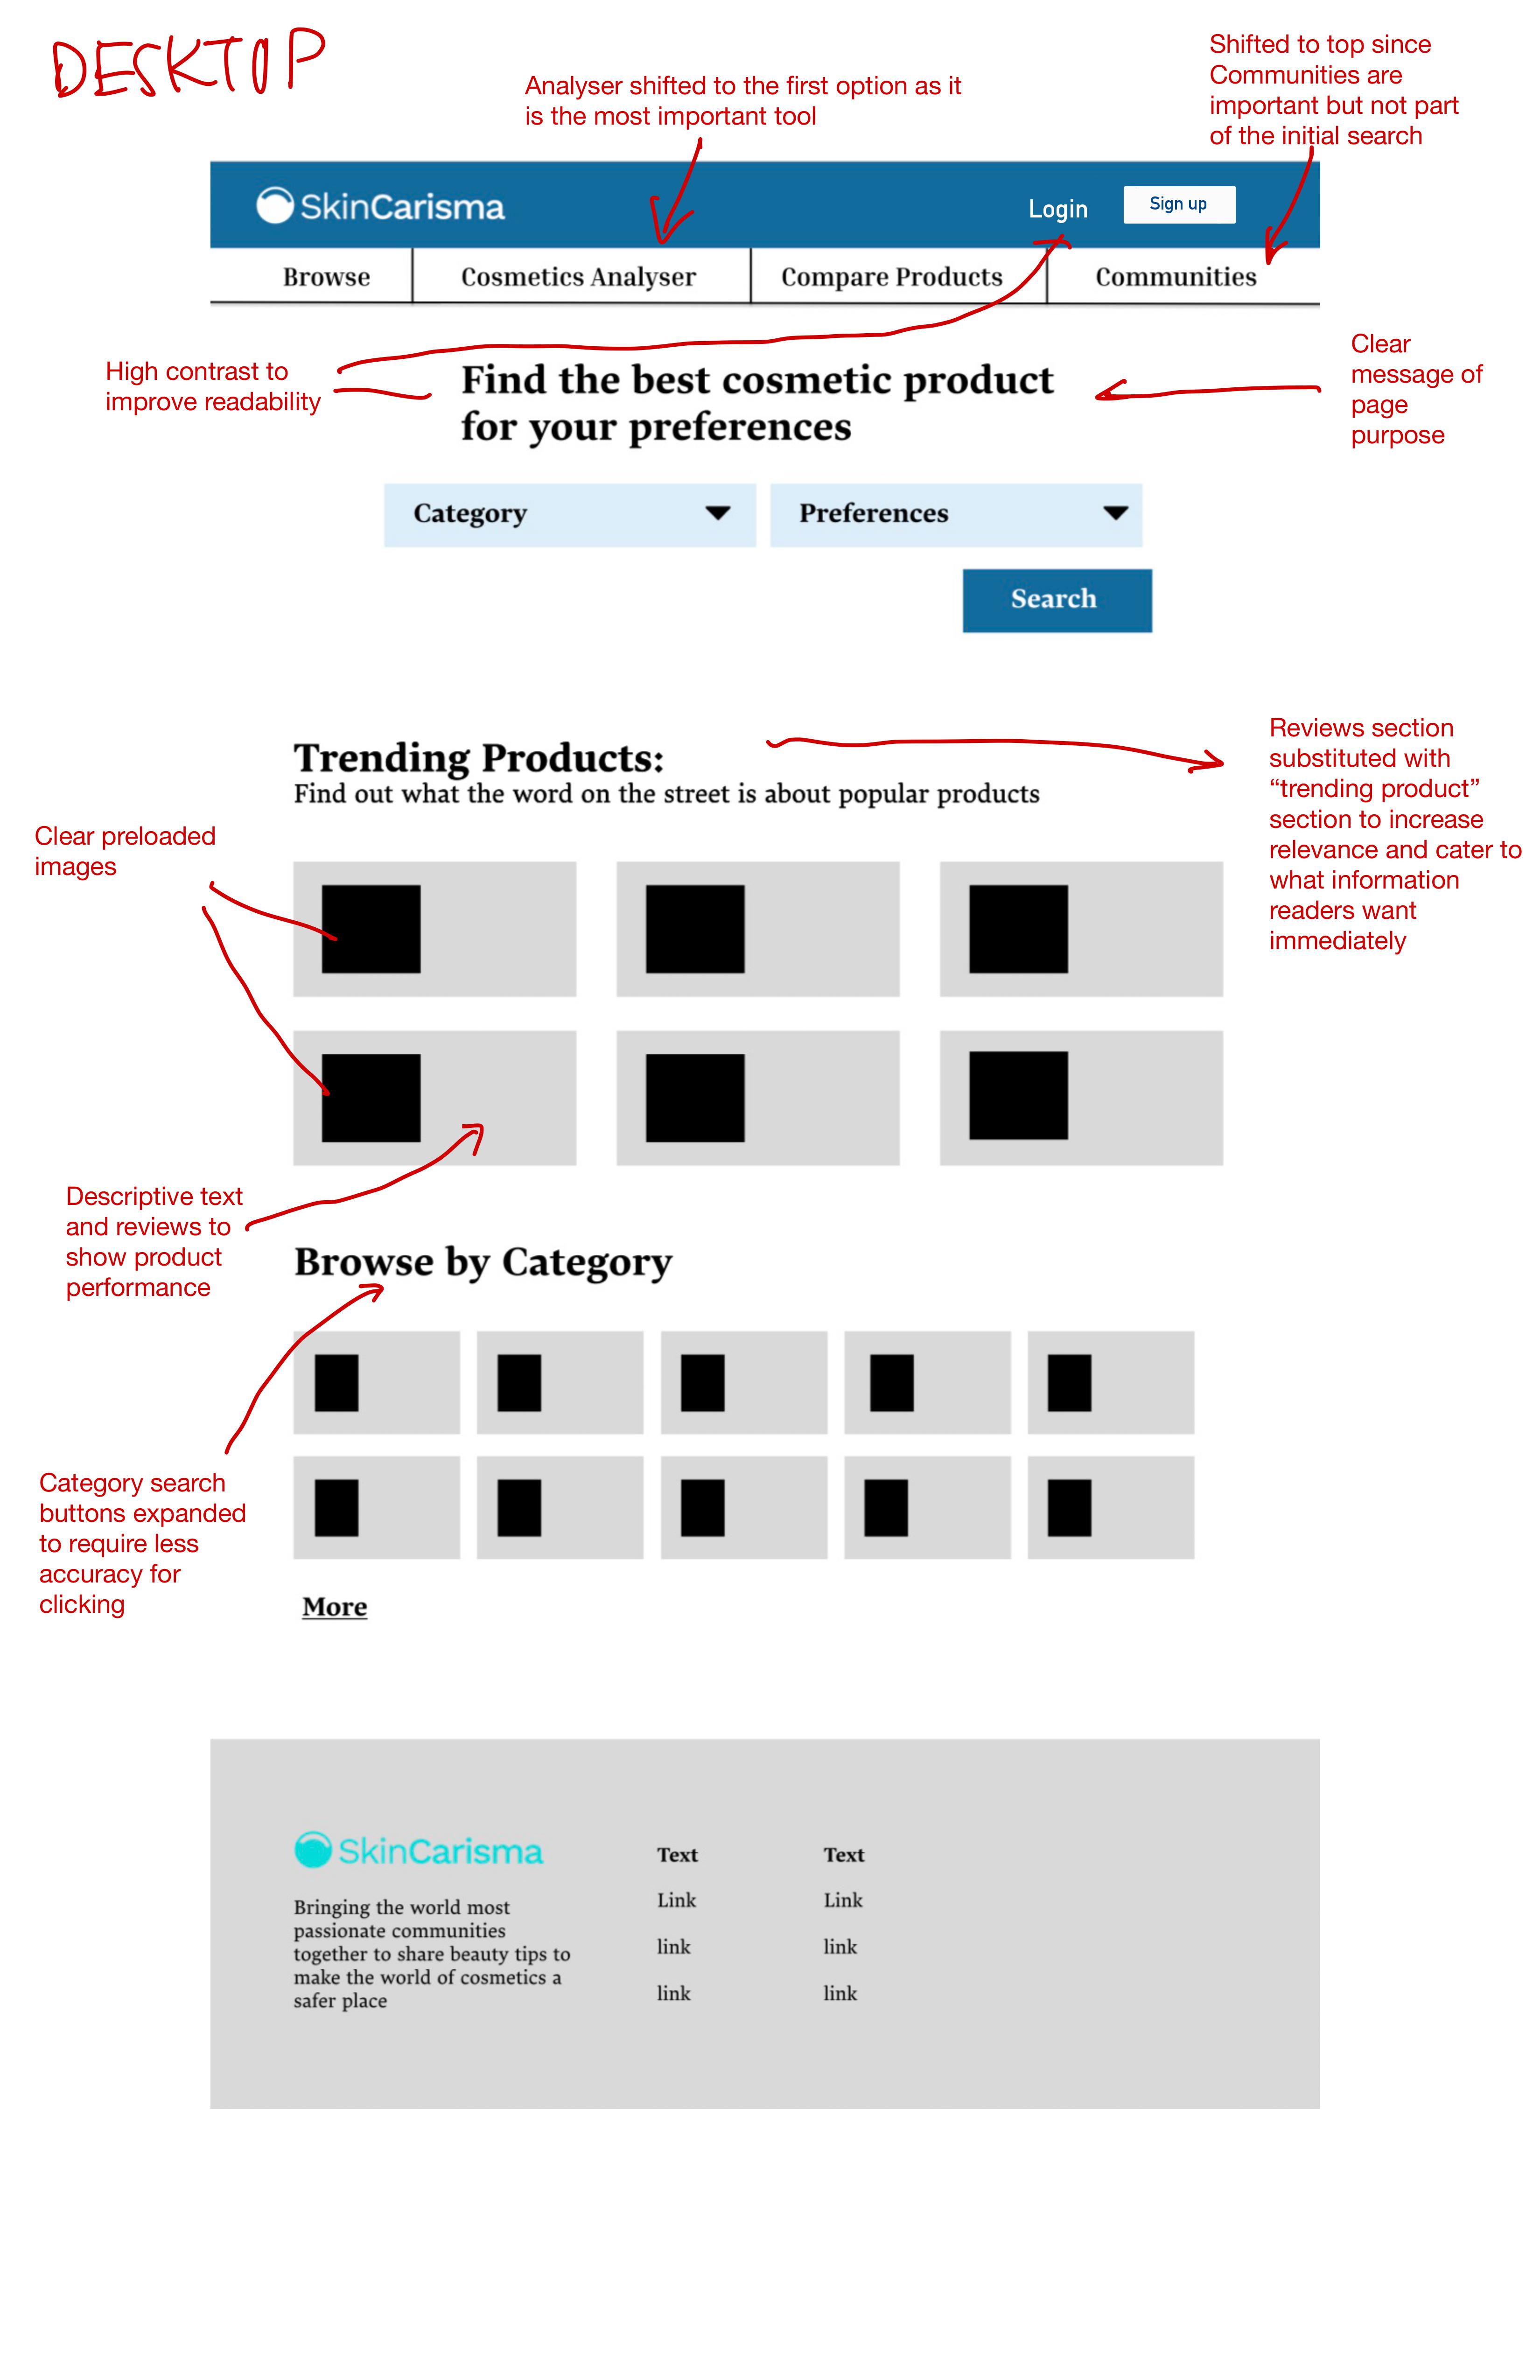 DESKTOP
Analyser shifted to the first option as it
is the most important tool
Shifted to top since
Communities are
important but not part
of the initial search
SkinCarisma
Login
Sign up
Browse
Cosmetics Analyser
Compare Products
Communities
High contrast to
improve readability
Find the best cosmetic product
for your preferences
Clear
message of
page
purpose
Category
Preferences
Search
Trending Products:
Find out what the word on the street is about popular products
Reviews section
substituted with
“trending product”
section to increase
relevance and cater to
what information
readers want
immediately
Clear preloaded
images
Descriptive text
and reviews to
show product
performance
Browse by Category
Category search
buttons expanded
to require less
accuracy for
clicking
More
SkinCarisma
Bringing the world most
passionate communities
together to share beauty tips to
make the world of cosmetics a
safer place
Text
Link
link
link
Text
Link
link
link